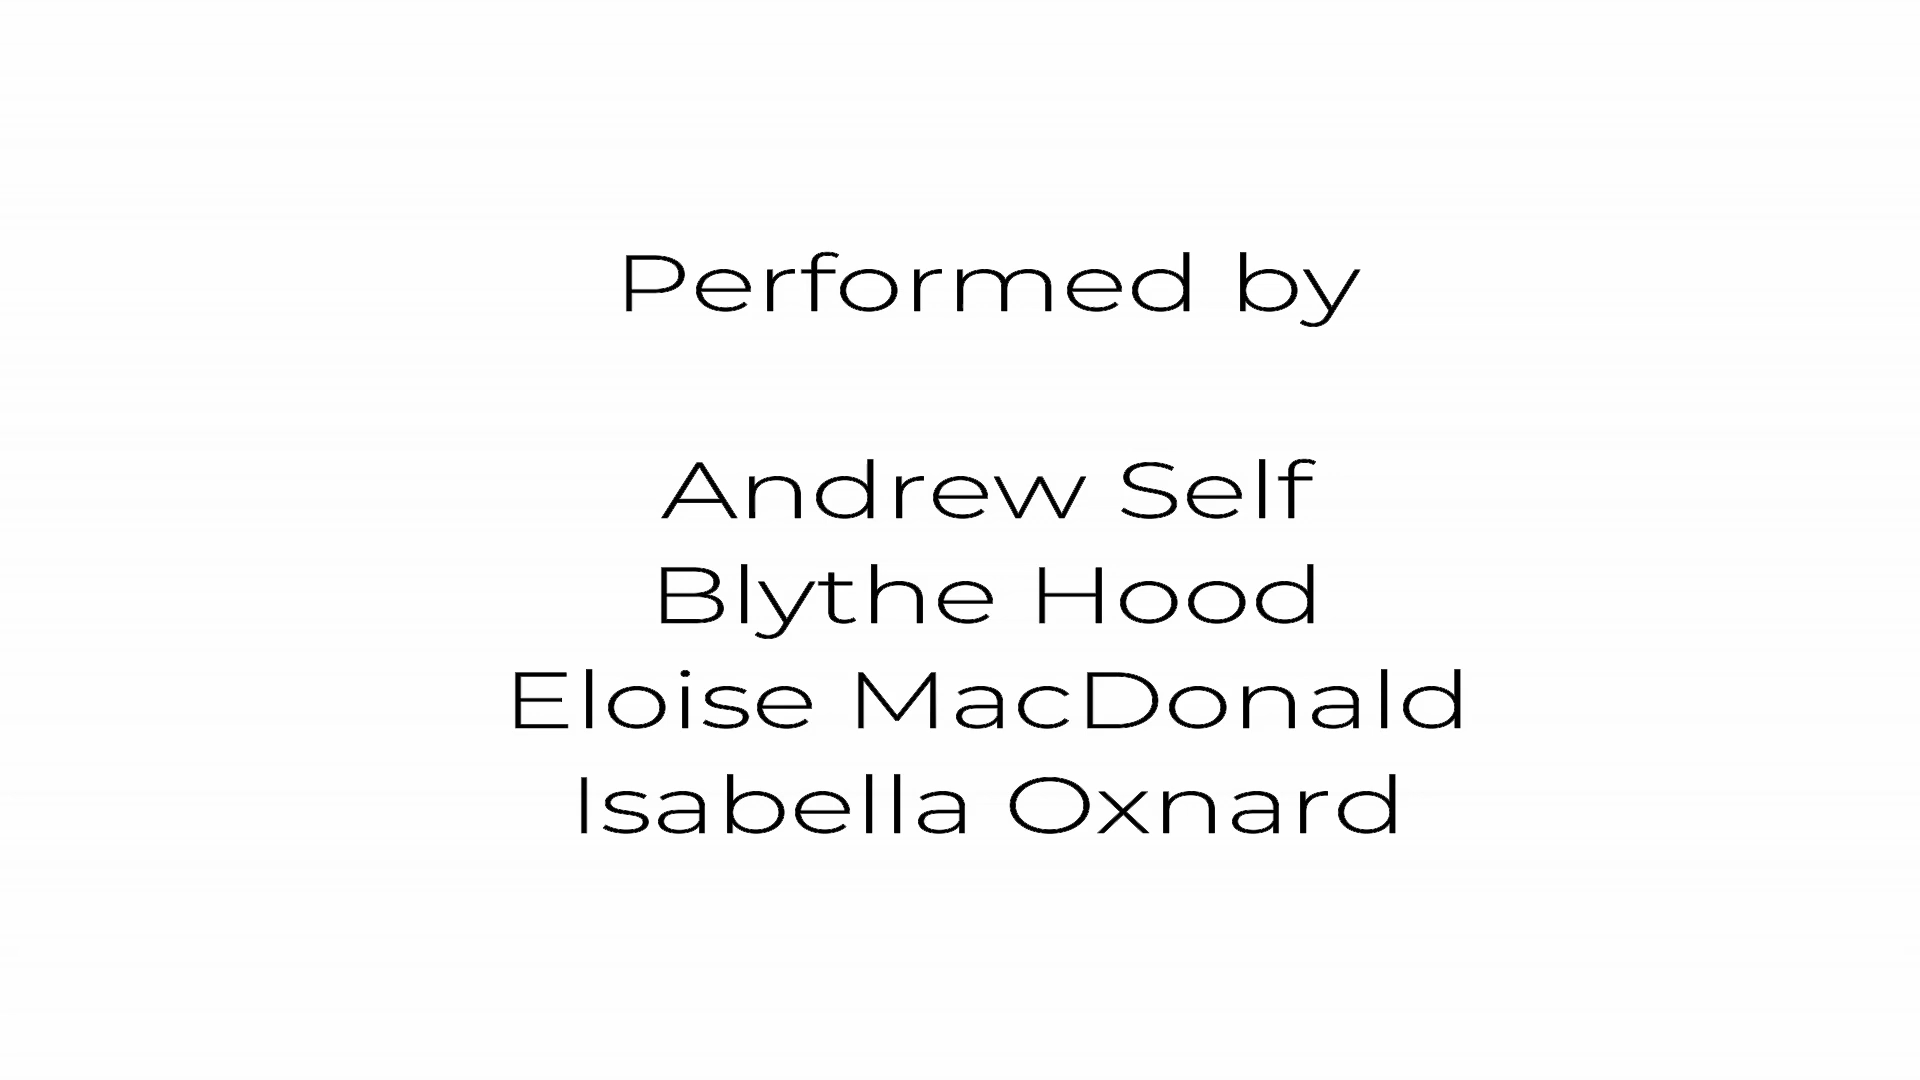 Performed by
Andrew Self
Blythe Hood
Eloise MacDonald
Isabella Oxnard